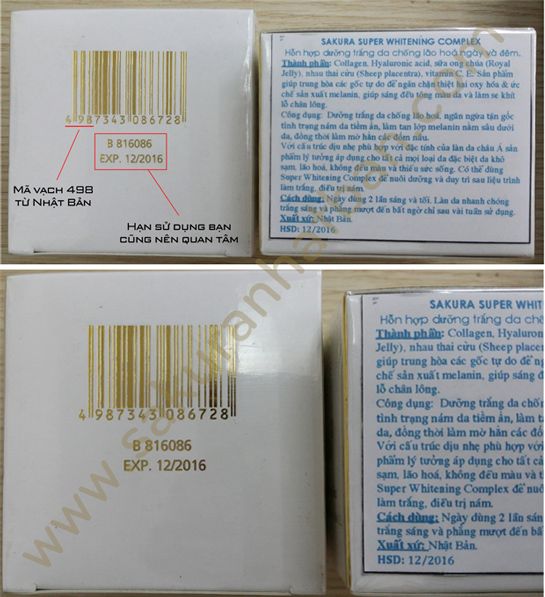 4 987343 086728
B 816086
EXP. 12/2016
MÃ VẠCH 498
TỪ NHẬT BẢN
HẠN SỬ DỤNG BẠN
CŨNG NÊN QUAN TÂM
SAKURA SUPER WHITENING COMPLEX
Hỗn hợp dưỡng trắng da chống lão hoá ngày và đêm.
Thành phần: Collagen, Hyaluronic acid, sữa ong chúa (Royal
Jelly), nhau thai cừu (Sheep placentra), vitamin C, E. Sản phẩm
giúp trung hòa các gốc tự do để ngăn chặn thiệt hại oxy hóa & ức
chế sản xuất melanin, giúp sáng đều tông màu da và làm se khít
lỗ chân lông.
Công dụng: Dưỡng trắng da chống lão hoá, ngăn ngừa tận gốc
tình trạng nám da tiềm ẩn, làm tan lớp melanin nằm sâu dưới
da, đồng thời làm mờ hẳn các đốm nâu.
Với cấu trúc dịu nhẹ phù hợp với đặc tính của làn da châu Á sản
phẩm lý tưởng áp dụng cho tất cả mọi loại da đặc biệt da khô
sạm, lão hoá, không đều màu và thiếu sức sống. Có thể dùng
Super Whitening Complex để nuôi dưỡng và duy trì sau liệu trình
làm trắng, điều trị nám.
Cách dùng: Ngày dùng 2 lần sáng và tối. Làn da nhanh chóng
trắng sáng và phẳng mượt đến bất ngờ chỉ sau vài tuần sử dụng.
Xuất xứ: Nhật Bản.
HSD: 12/2016
4 987343 086728
B 816086
EXP. 12/2016
SAKURA SUPER WHIT
Hỗn hợp dưỡng trắng da chố
Thành phần: Collagen, Hyaluron
Jelly), nhau thai cừu (Sheep placen
giúp trung hòa các gốc tự do để ng
chế sản xuất melanin, giúp sáng đ
lỗ chân lông.
Công dụng: Dưỡng trắng da chốn
tình trạng nám da tiềm ẩn, làm t
da, đồng thời làm mờ hẳn các đố
Với cấu trúc dịu nhẹ phù hợp với
phẩm lý tưởng áp dụng cho tất cả
sạm, lão hoá, không đều màu và t
Super Whitening Complex để nuô
làm trắng, điều trị nám.
Cách dùng: Ngày dùng 2 lần sán
trắng sáng và phẳng mượt đến bấ
Xuất xứ: Nhật Bản.
HSD: 12/2016